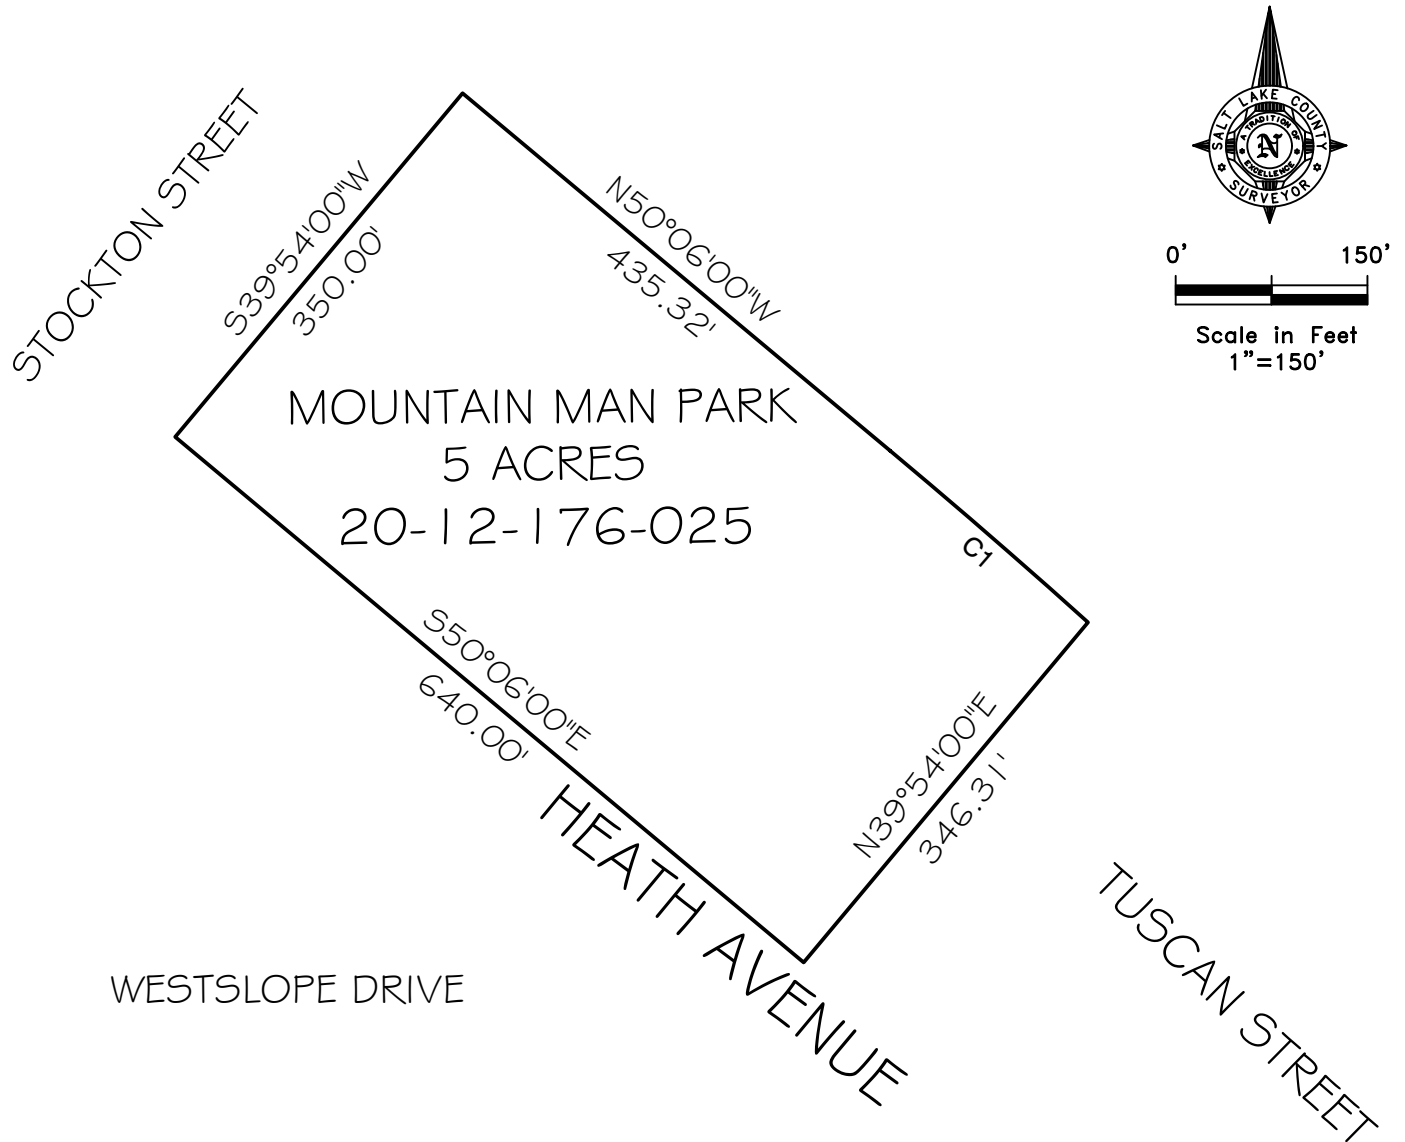 SALT LAKE COUNTY
A TRADITION OF
N
EXCELLENCE
SURVEYOR
0' 150'
Scale in Feet
1”=150'
STOCKTON STREET
S39°54'00"W
350.00'
N50°06'00"W
435.32'
MOUNTAIN MAN PARK
5 ACRES
20-12-176-025
C1
S50°06'00"E
640.00'
N39°54'00"E
346.31'
HEATH AVENUE
TUSCAN STREET
WESTSLOPE DRIVE